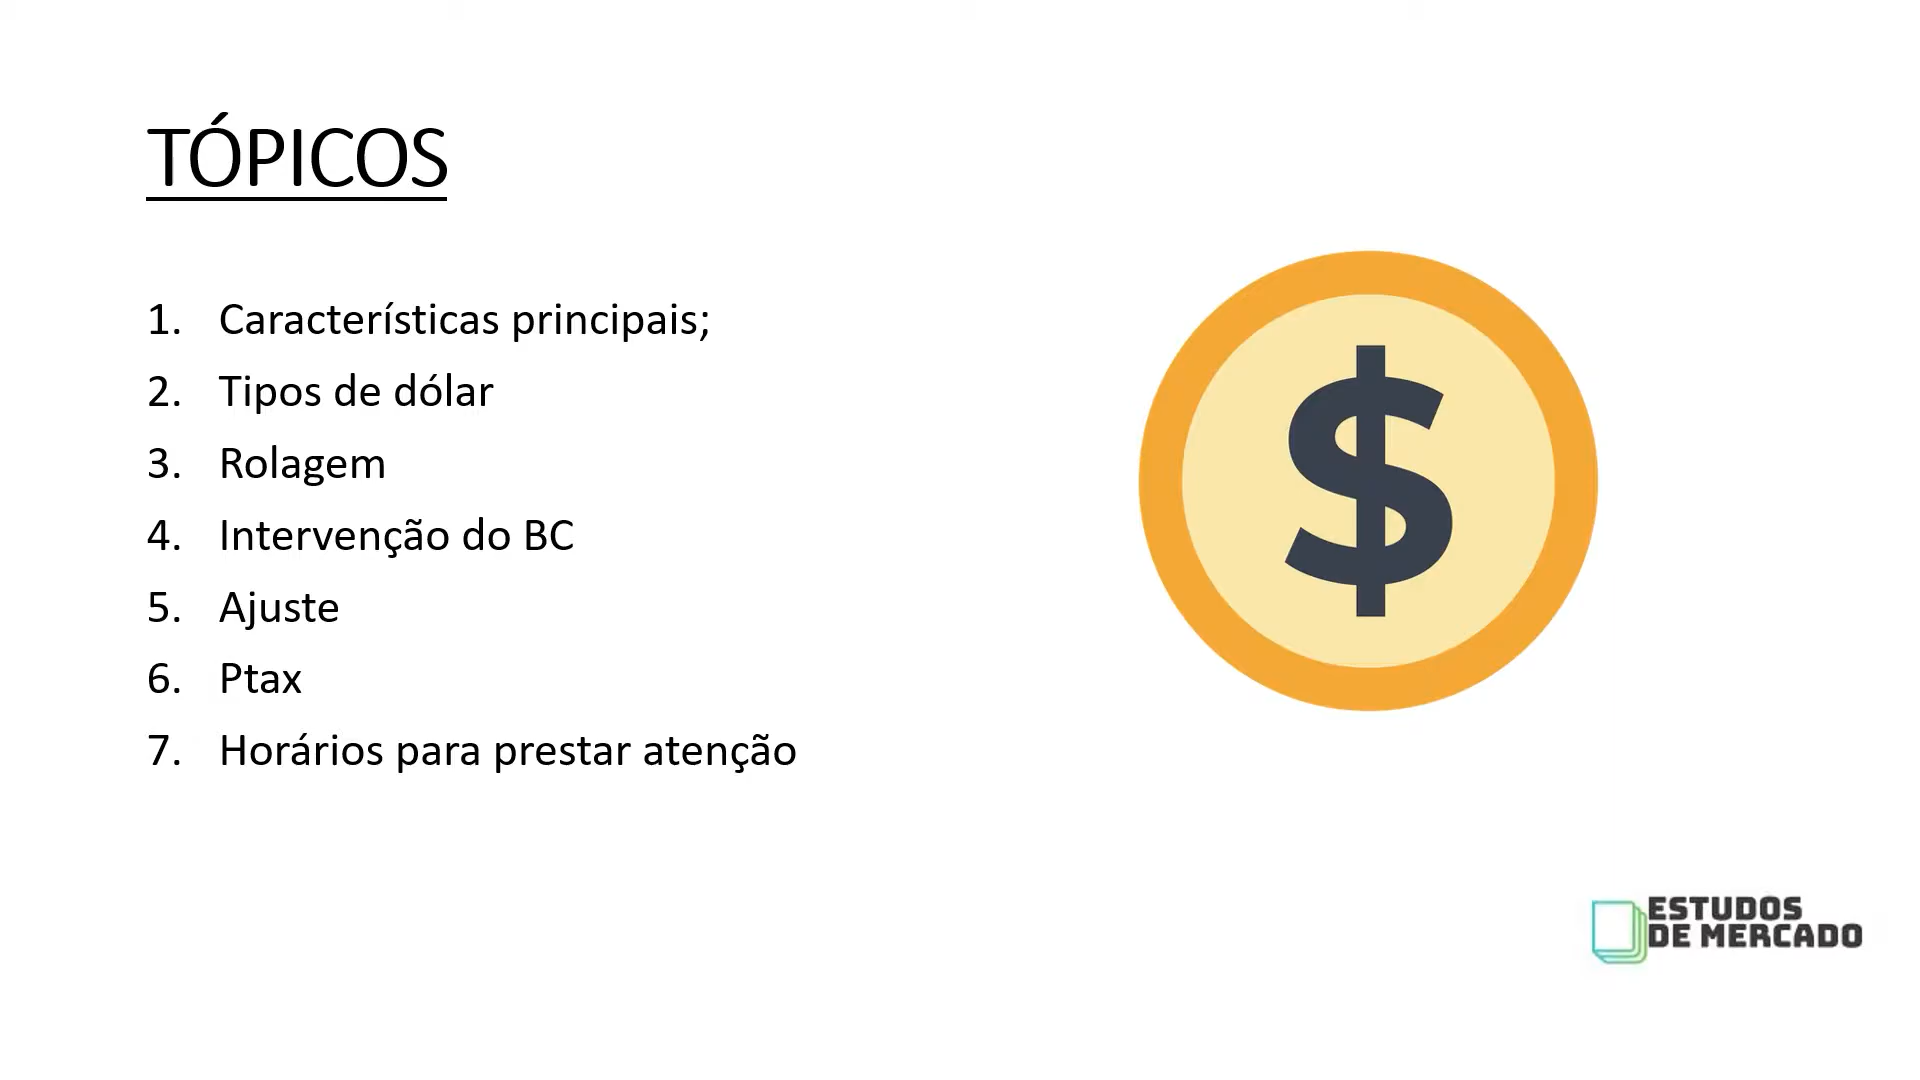 TÓPICOS
1. Características principais;
2. Tipos de dólar
3. Rolagem
4. Intervenção do BC
5. Ajuste
6. Ptax
7. Horários para prestar atenção
$
ESTUDOS
DE MERCADO